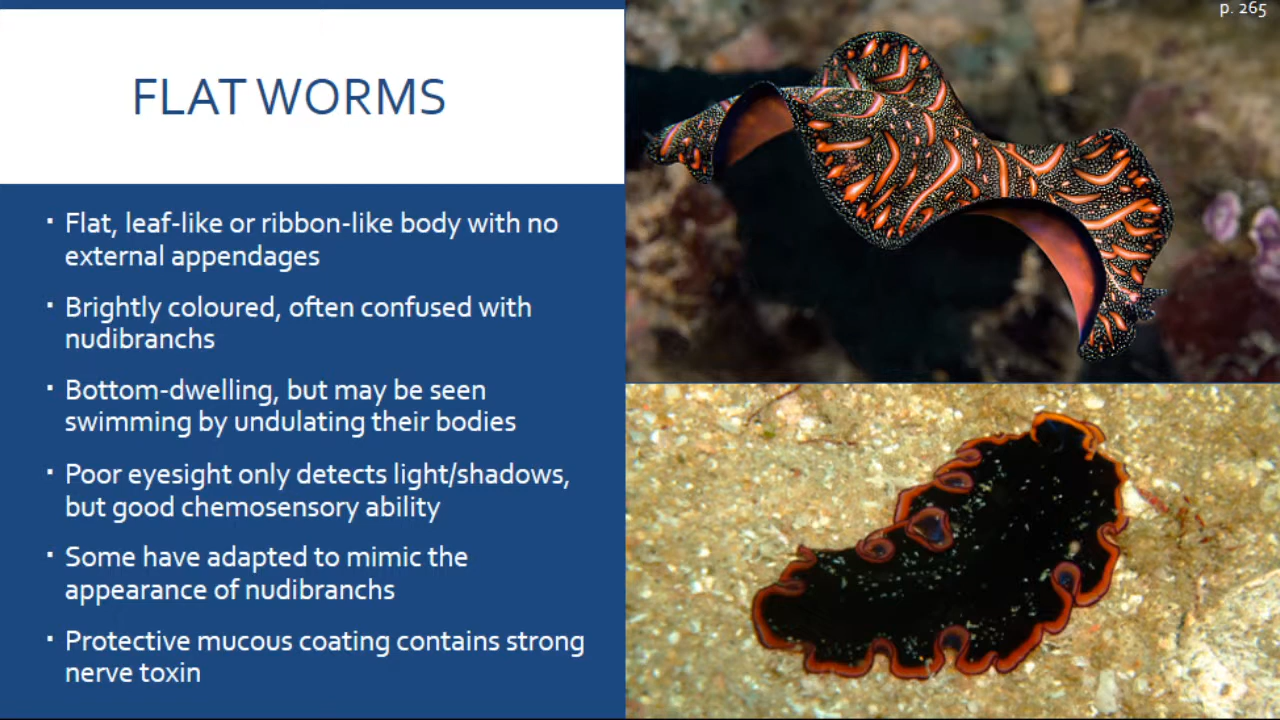 p. 265
FLAT WORMS
▪ Flat, leaf-like or ribbon-like body with no
external appendages
▪ Brightly coloured, often confused with
nudibranchs
▪ Bottom-dwelling, but may be seen
swimming by undulating their bodies
▪ Poor eyesight only detects light/shadows,
but good chemosensory ability
▪ Some have adapted to mimic the
appearance of nudibranchs
▪ Protective mucous coating contains strong
nerve toxin